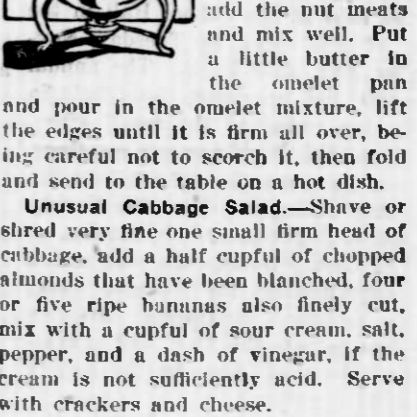 add the nut meats
and mix well. Put
a little butter in
the omelet pan
and pour in the omelet mixture, lift
the edges until it is firm all over, be-
ing careful not to scorch it, then fold
and send to the table on a hot dish.
Unusual Cabbage Salad.—Shave or
shred very fine one small firm head of
cabbage, add a half cupful of chopped
almonds that have been blanched, four
or five ripe bananas also finely cut,
mix with a cupful of sour cream, salt,
pepper, and a dash of vinegar, if the
cream is not sufficiently acid. Serve
with crackers and cheese.